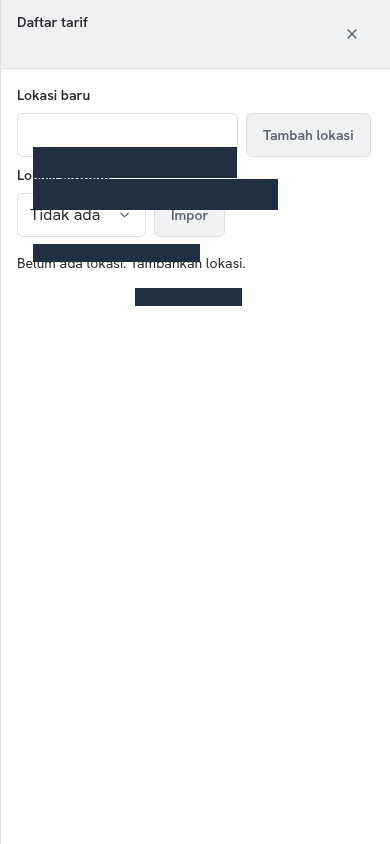 Daftar tarif
Lokasi baru
Tambah lokasi
Tidak ada
Impor
Belum ada lokasi. Tambahkan lokasi.